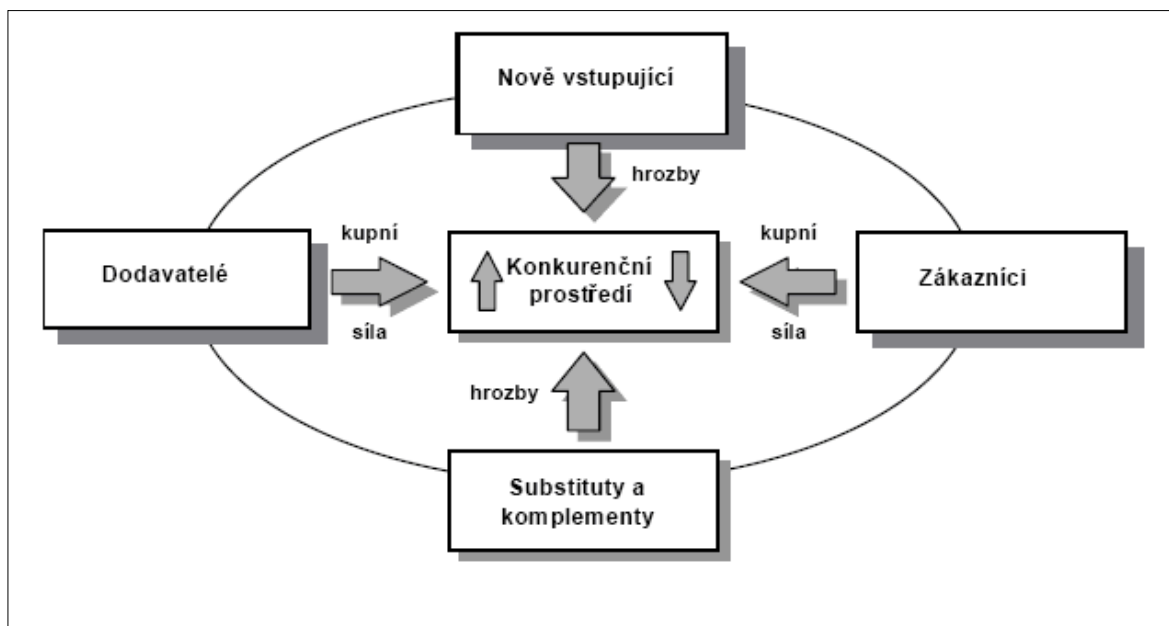 Nově vstupující
hrozby
kupní
Dodavatelé
síla
Konkurenční
prostředí
kupní
Zákazníci
síla
hrozby
Substituty a
komplementy